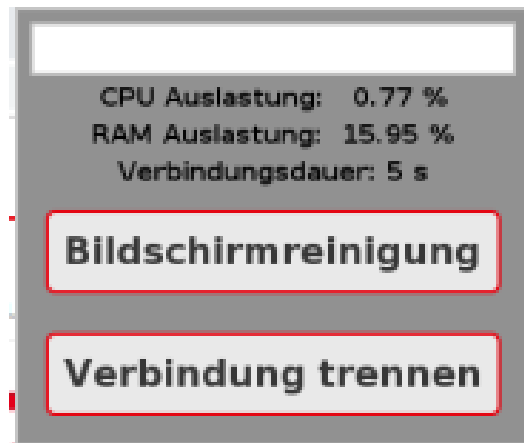 CPU Auslastung: 0.77 %
RAM Auslastung: 15.95 %
Verbindungsdauer: 5 s
Bildschirmreinigung
Verbindung trennen